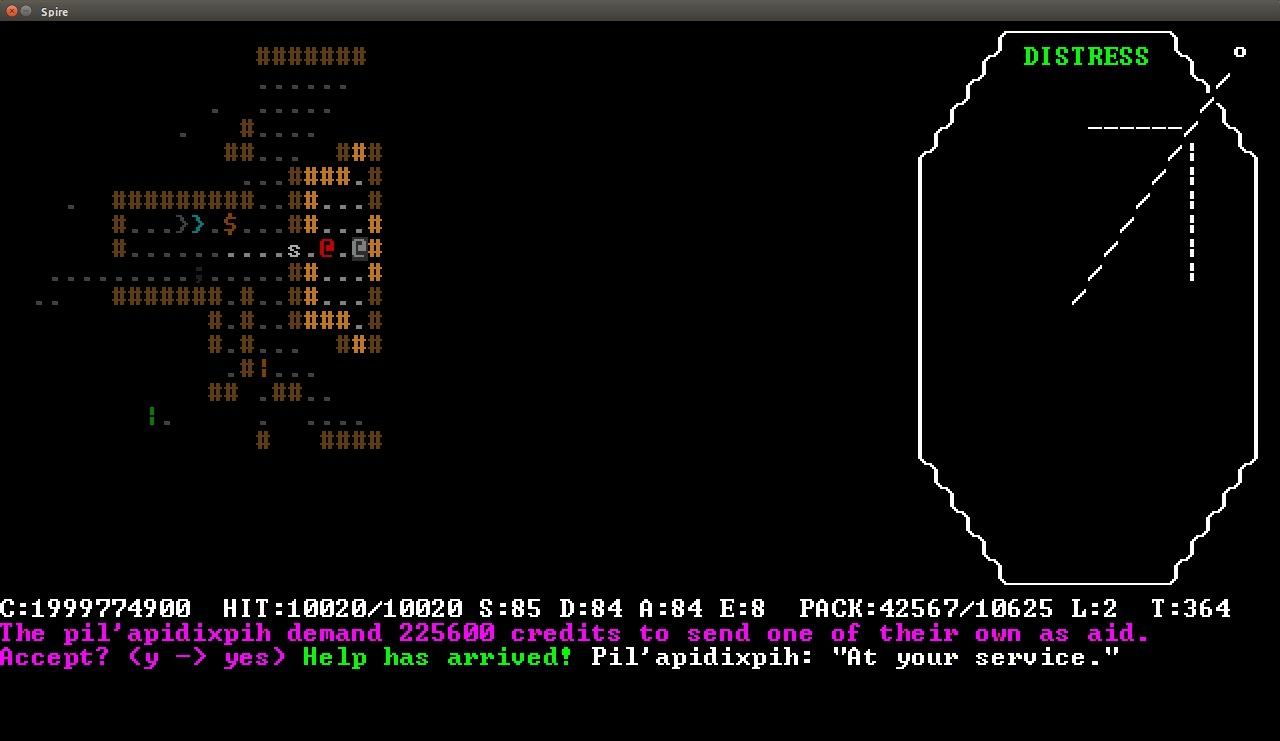 Spire
DISTRESS
C:1999774900 HIT:10020/10020 S:85 D:84 A:84 E:8 PACK:42567/10625 L:2 T:364
The pil'apidixpih demand 225600 credits to send one of their own as aid.
Accept? (y -> yes) Help has arrived! Pil'apidixpih: "At your service."